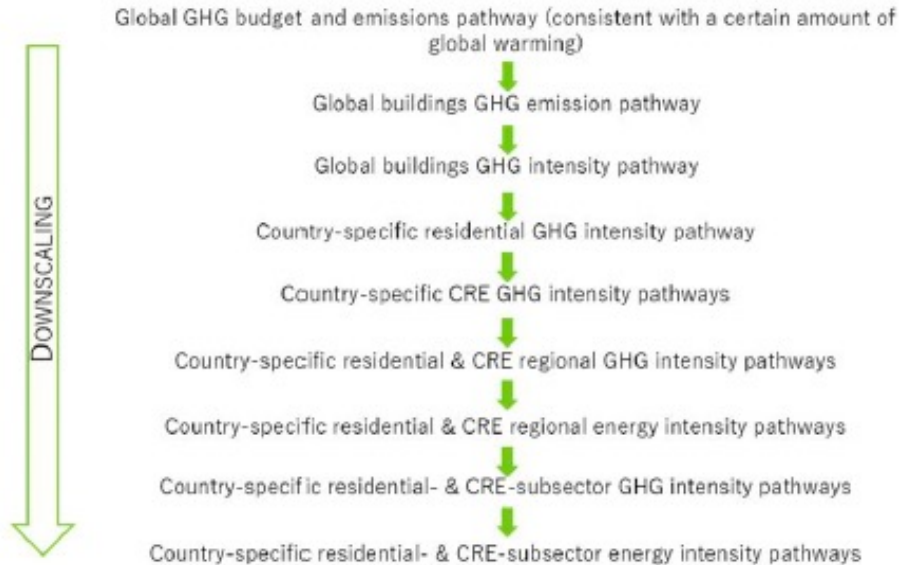 Global GHG budget and emissions pathway (consistent with a certain amount of
global warming)
Global buildings GHG emission pathway
Global buildings GHG intensity pathway
Country-specific residential GHG intensity pathway
Country-specific CRE GHG intensity pathways
Country-specific residential & CRE regional GHG intensity pathways
Country-specific residential & CRE regional energy intensity pathways
Country-specific residential- & CRE-subsector GHG intensity pathways
Country-specific residential- & CRE-subsector energy intensity pathways
DOWNSCALING